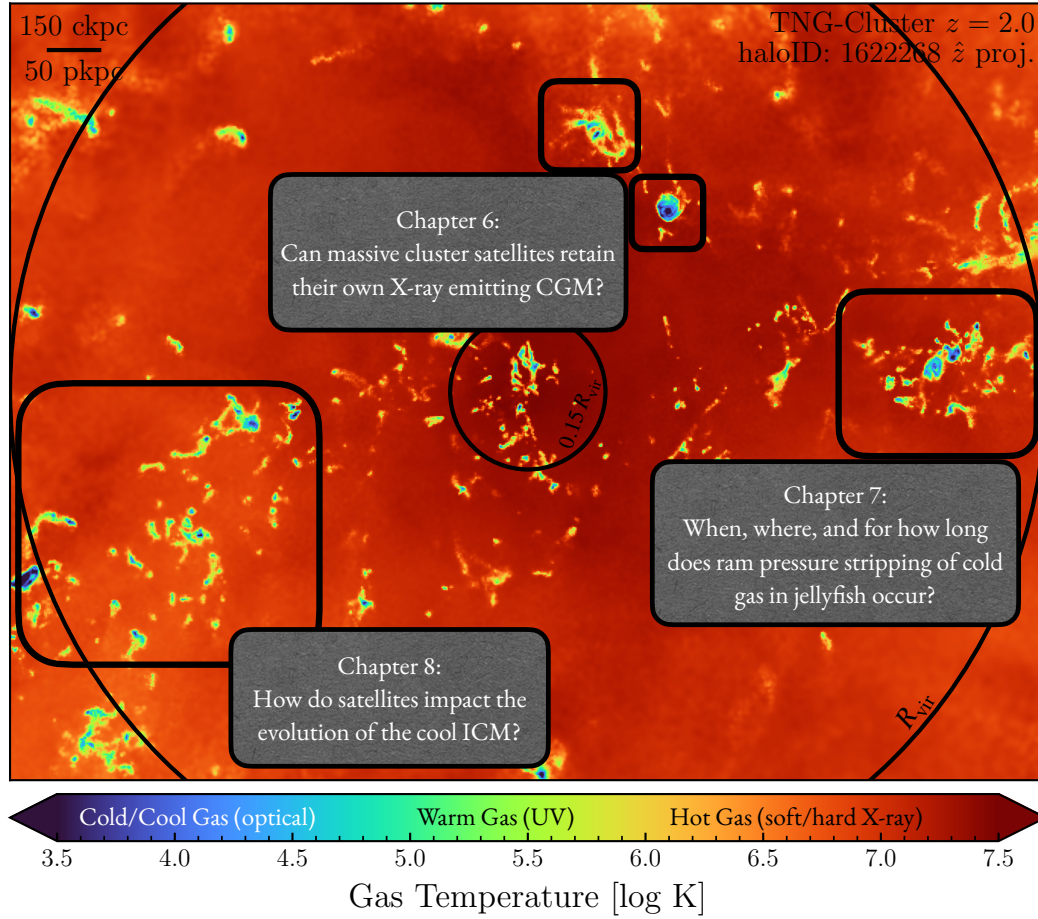 150 ckpc
50 pkpc
TNG-Cluster z = 2.0
haloID: 1622268 ẑ proj.
Chapter 6:
Can massive cluster satellites retain
their own X-ray emitting CGM?
0.15 R_vir
Chapter 7:
When, where, and for how long
does ram pressure stripping of cold
gas in jellyfish occur?
Chapter 8:
How do satellites impact the
evolution of the cool ICM?
R_vir
Cold/Cool Gas (optical) Warm Gas (UV) Hot Gas (soft/hard X-ray)
3.5 4.0 4.5 5.0 5.5 6.0 6.5 7.0 7.5
Gas Temperature [log K]